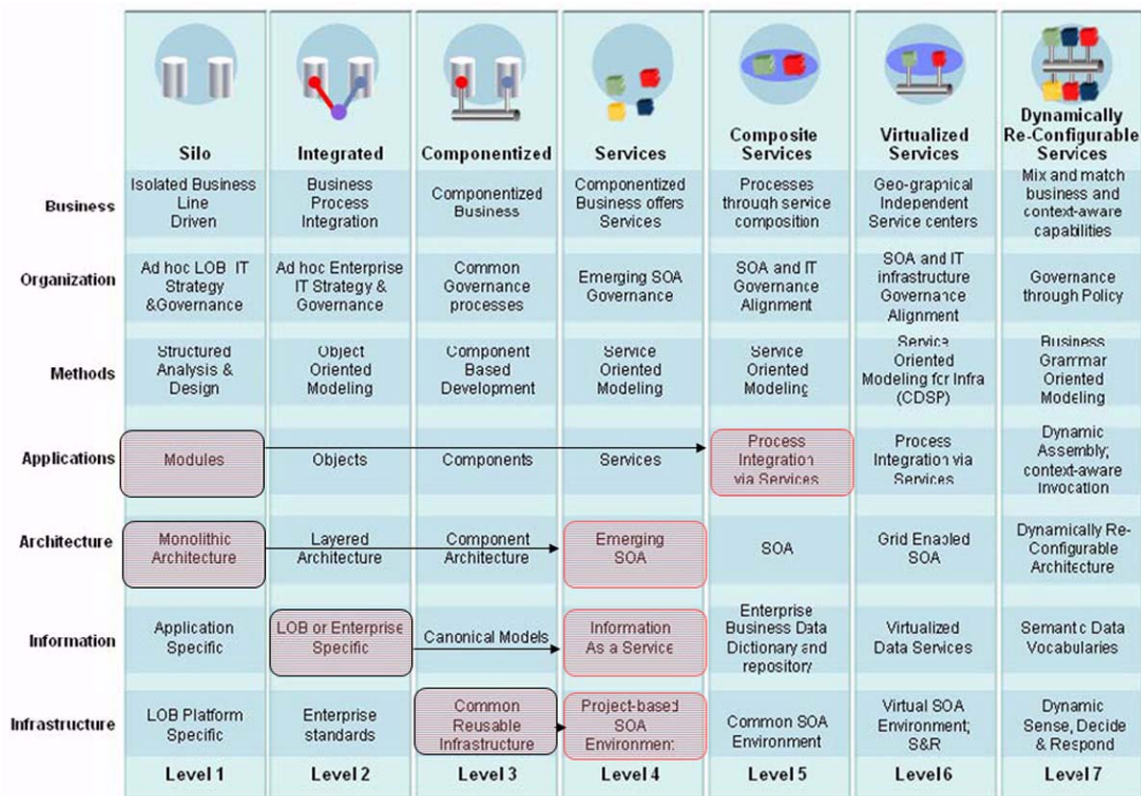 Silo
Integrated
Componentized
Services
Composite
Services
Virtualized
Services
Dynamically
Re-Configurable
Services
Business
Isolated Business
Line
Driven
Business
Process
Integration
Componentized
Business
Componentized
Business offers
Services
Processes
through service
composition
Geo-graphical
Independent
Service centers
Mix and match
business and
context-aware
capabilities
Organization
Ad hoc LOB IT
Strategy
&Governance
Ad hoc Enterprise
IT Strategy &
Governance
Common
Governance
processes
Emerging SOA
Governance
SOA and IT
Governance
Alignment
SOA and IT
infrastructure
Governance
Alignment
Governance
through Policy
Methods
Structured
Analysis &
Design
Object
Oriented
Modeling
Component
Based
Development
Service
Oriented
Modeling
Service
Oriented
Modeling
Service
Oriented
Modeling for Infra
(CDSP)
Business
Grammar
Oriented
Modeling
Applications
Modules
Objects
Components
Services
Process
Integration
via Services
Process
Integration via
Services
Dynamic
Assembly;
context-aware
Invocation
Architecture
Monolithic
Architecture
Layered
Architecture
Component
Architecture
Emerging
SOA
SOA
Grid Enabled
SOA
Dynamically Re-
Configurable
Architecture
Information
Application
Specific
LOB or Enterprise
Specific
Canonical Models
Information
As a Service
Enterprise
Business Data
Dictionary and
repository
Virtualized
Data Services
Semantic Data
Vocabularies
Infrastructure
LOB Platform
Specific
Enterprise
standards
Common
Reusable
Infrastructure
Project-based
SOA
Environment
Common SOA
Environment
Virtual SOA
Environment;
S&R
Dynamic
Sense, Decide
& Respond
Level 1
Level 2
Level 3
Level 4
Level 5
Level 6
Level 7